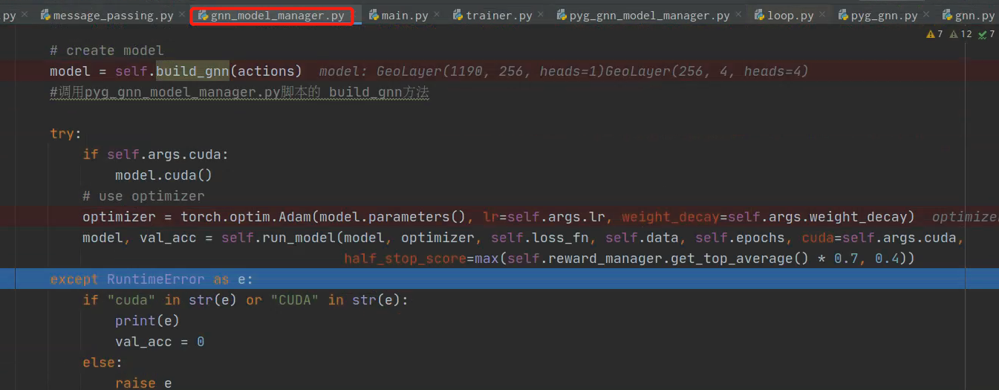 .py × message_passing.py × gnn_model_manager.py × main.py × trainer.py × pyg_gnn_model_manager.py × loop.py × pyg_gnn.py × gnn.py
7 12 7
# create model
model = self.build_gnn(actions) model: GeoLayer(1190, 256, heads=1)GeoLayer(256, 4, heads=4)
#调用pyg_gnn_model_manager.py脚本的 build_gnn方法
try:
if self.args.cuda:
model.cuda()
# use optimizer
optimizer = torch.optim.Adam(model.parameters(), lr=self.args.lr, weight_decay=self.args.weight_decay) optimize
model, val_acc = self.run_model(model, optimizer, self.loss_fn, self.data, self.epochs, cuda=self.args.cuda,
half_stop_score=max(self.reward_manager.get_top_average() * 0.7, 0.4))
except RuntimeError as e:
if "cuda" in str(e) or "CUDA" in str(e):
print(e)
val_acc = 0
else:
raise e